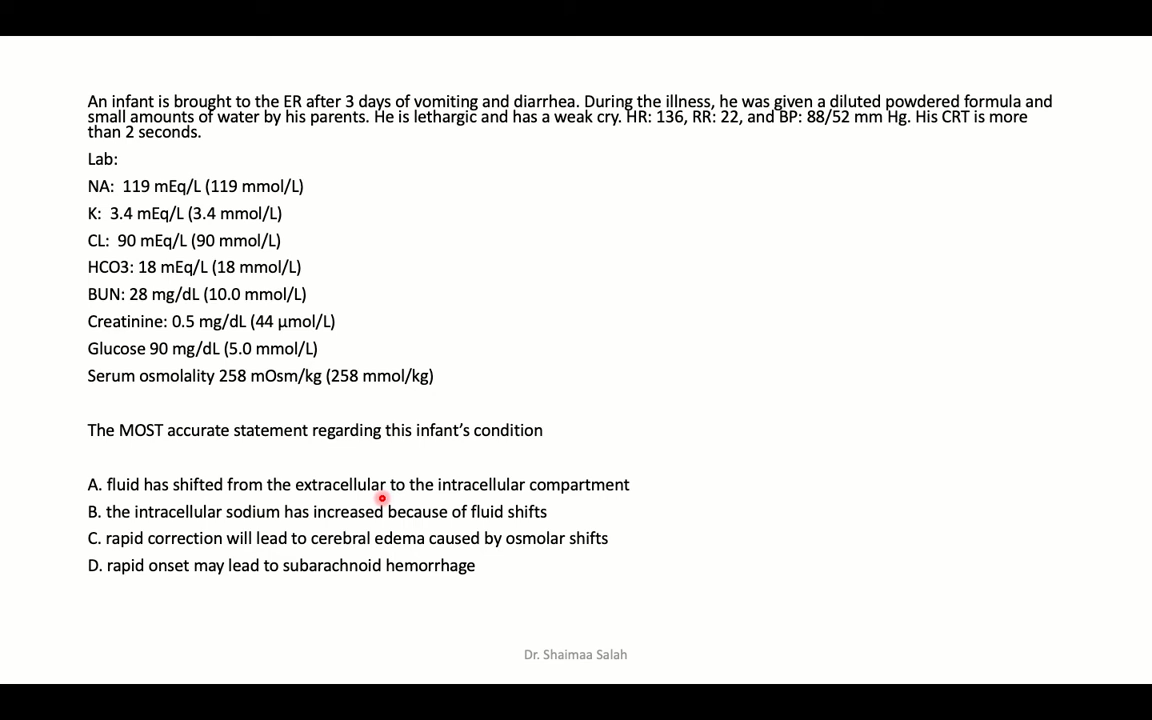 An infant is brought to the ER after 3 days of vomiting and diarrhea. During the illness, he was given a diluted powdered formula and
small amounts of water by his parents. He is lethargic and has a weak cry. HR: 136, RR: 22, and BP: 88/52 mm Hg. His CRT is more
than 2 seconds.
Lab:
NA:  119 mEq/L (119 mmol/L)
K:  3.4 mEq/L (3.4 mmol/L)
CL:  90 mEq/L (90 mmol/L)
HCO3: 18 mEq/L (18 mmol/L)
BUN: 28 mg/dL (10.0 mmol/L)
Creatinine: 0.5 mg/dL (44 µmol/L)
Glucose 90 mg/dL (5.0 mmol/L)
Serum osmolality 258 mOsm/kg (258 mmol/kg)
The MOST accurate statement regarding this infant’s condition
A. fluid has shifted from the extracellular to the intracellular compartment
B. the intracellular sodium has increased because of fluid shifts
C. rapid correction will lead to cerebral edema caused by osmolar shifts
D. rapid onset may lead to subarachnoid hemorrhage
Dr. Shaimaa Salah